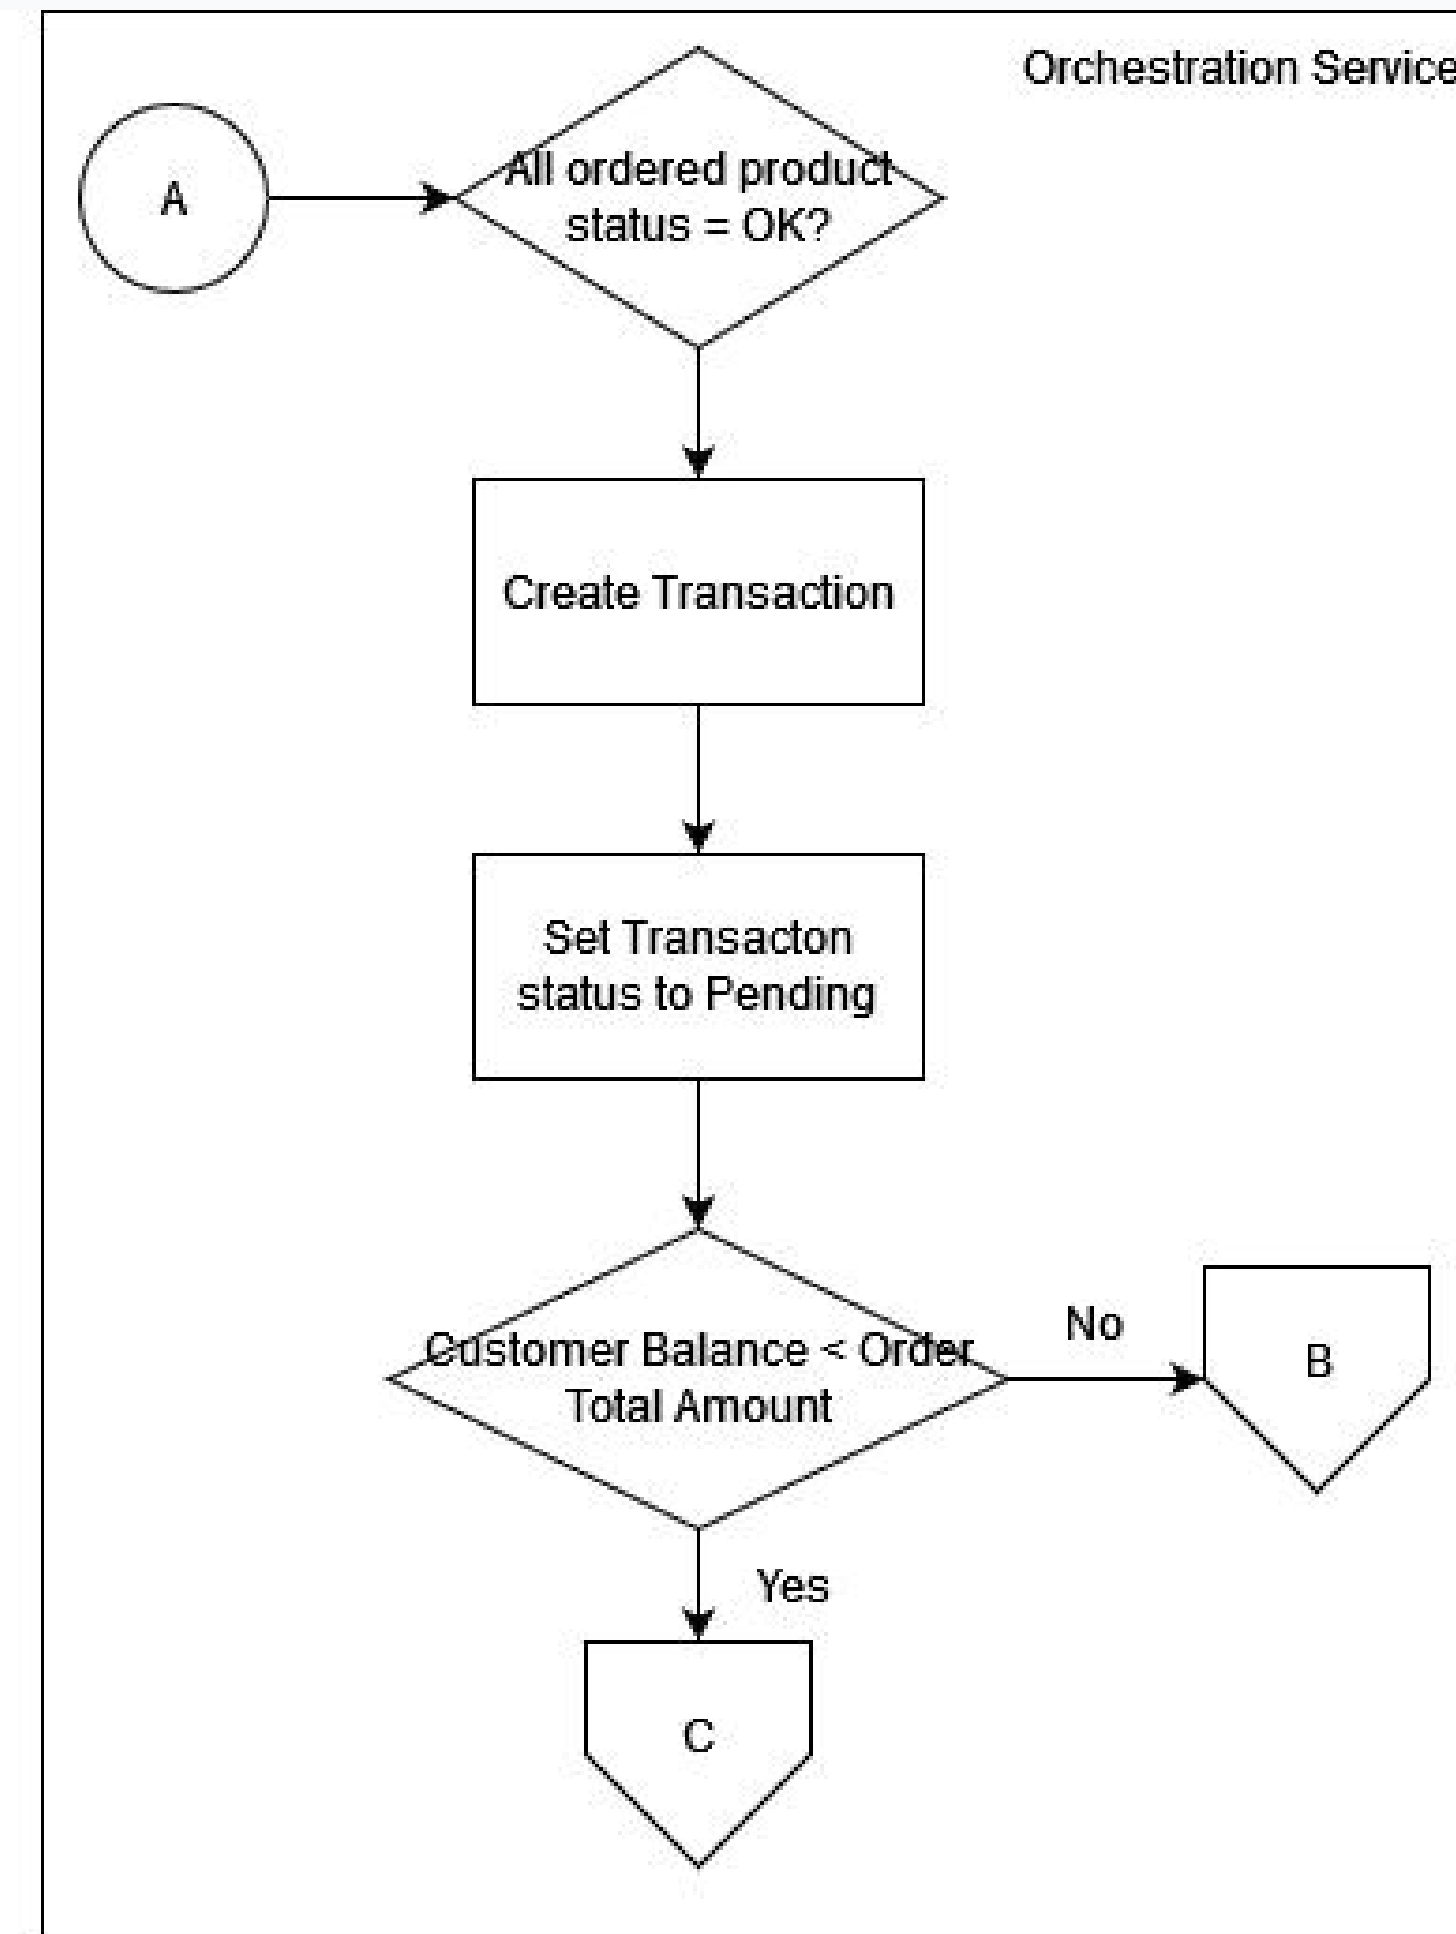 Orchestration Service
A
All ordered product
status = OK?
Create Transaction
Set Transacton
status to Pending
Customer Balance < Order
Total Amount
No
B
Yes
C